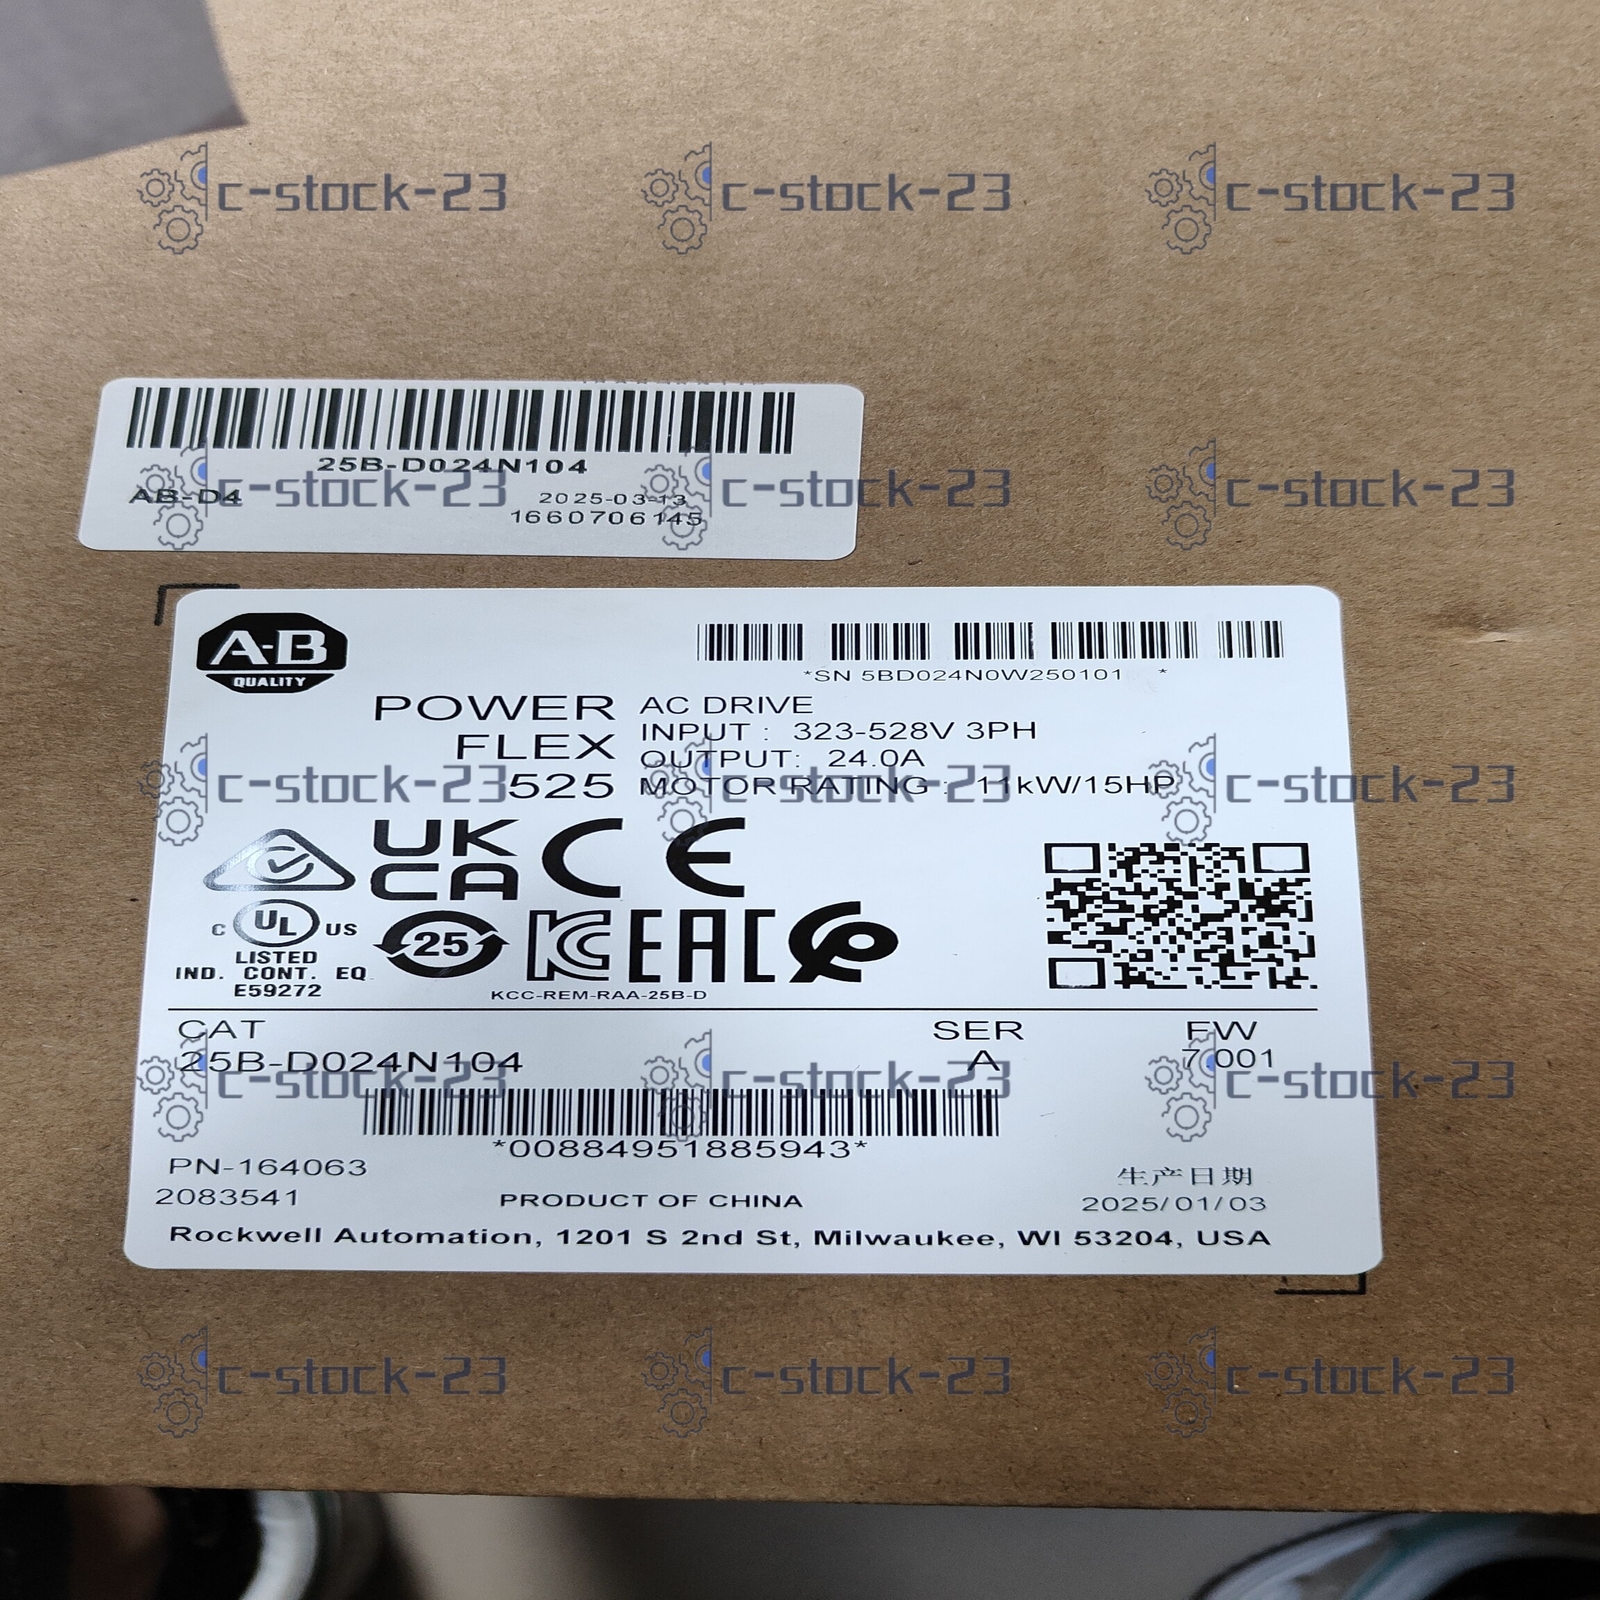 c-stock-23 c-stock-23 c-stock-23
25B-D024N104
c-stock-23 c-stock-23 c-stock-23
AB-D4 2025-03-13
1660706145
A-B
QUALITY
*SN 5BD024N0W250101 *
POWER
FLEX
525
AC DRIVE
INPUT : 323-528V 3PH
OUTPUT: 24.0A
MOTOR RATING : 11kW/15HP
c-stock-23 c-stock-23 c-stock-23
UK
CA CE
C UL US
LISTED
IND. CONT. EQ
E59272
25
KC EAC
KCC-REM-RAA-25B-D
CAT SER FW
25B-D024N104 A 7.001
c-stock-23 c-stock-23 c-stock-23
*00884951885943*
PN-164063
2083541
PRODUCT OF CHINA
生产日期
2025/01/03
Rockwell Automation, 1201 S 2nd St, Milwaukee, WI 53204, USA
c-stock-23 c-stock-23 c-stock-23